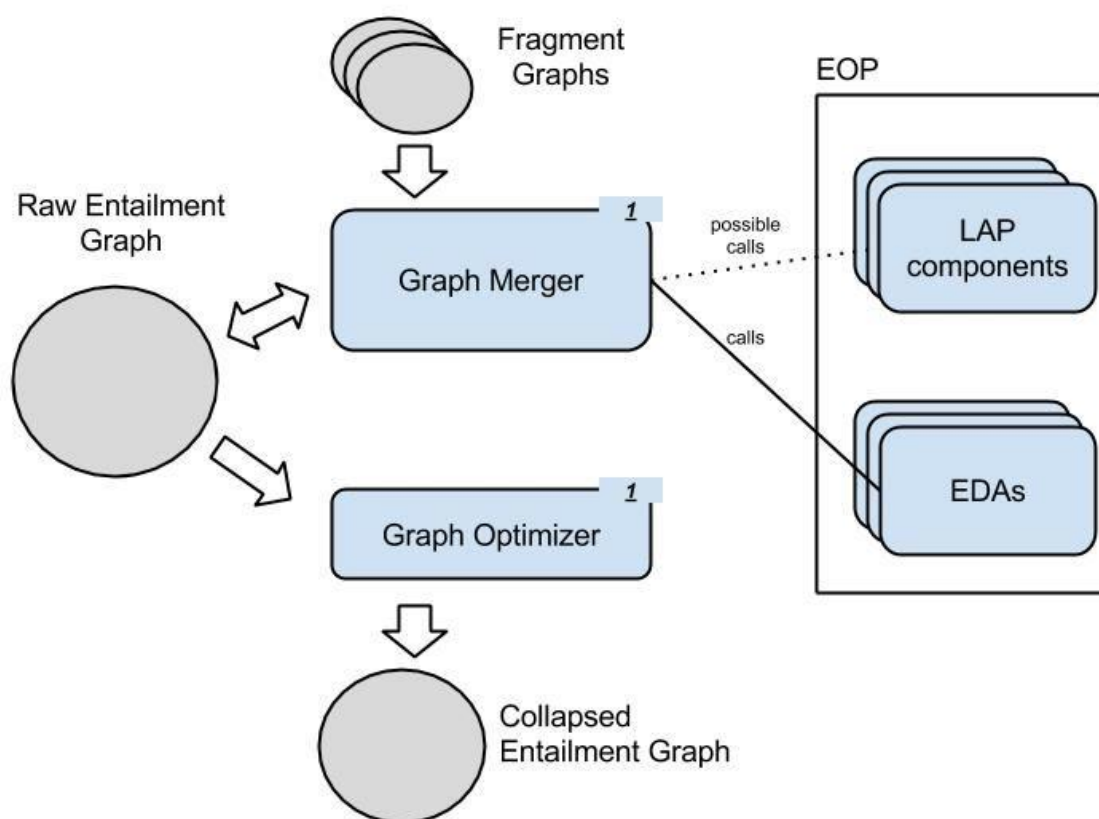 Fragment
Graphs
EOP
Raw Entailment
Graph
1
Graph Merger
possible
calls
LAP
components
calls
1
Graph Optimizer
EDAs
Collapsed
Entailment Graph